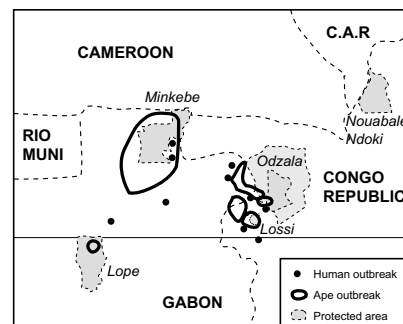 C.A.R
CAMEROON
Minkebe
Nouabale
Ndoki
RIO
MUNI
Odzala
CONGO
REPUBLIC
Lossi
Lope
GABON
Human outbreak
Ape outbreak
Protected area